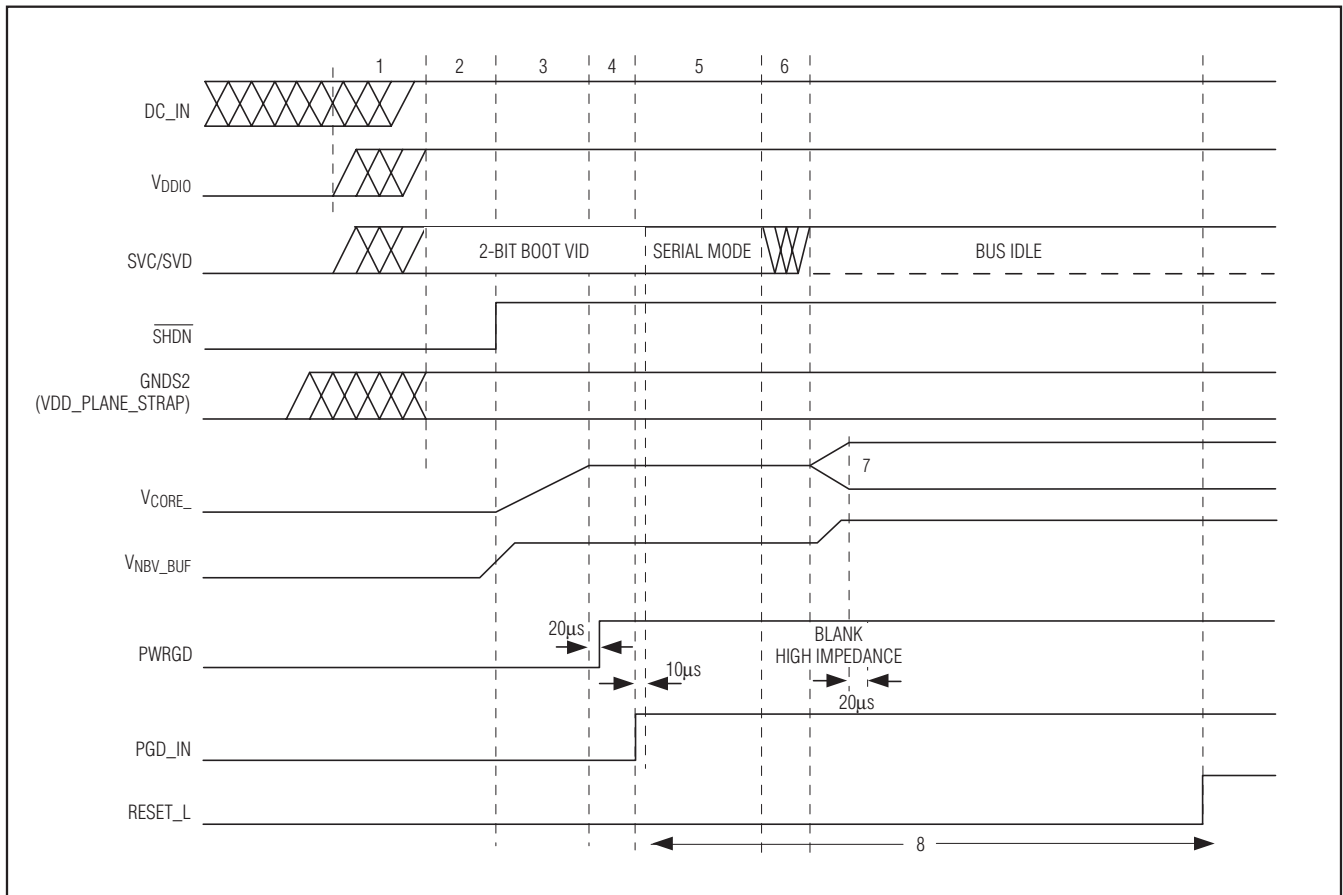 1 2 3 4 5 6
DC_IN
VDDIO
SVC/SVD
2-BIT BOOT VID
SERIAL MODE
BUS IDLE
SHDN
GNDS2
(VDD_PLANE_STRAP)
7
VCORE_
VNBV_BUF
20μs
PWRGD
BLANK
HIGH IMPEDANCE
10μs
20μs
PGD_IN
RESET_L
8